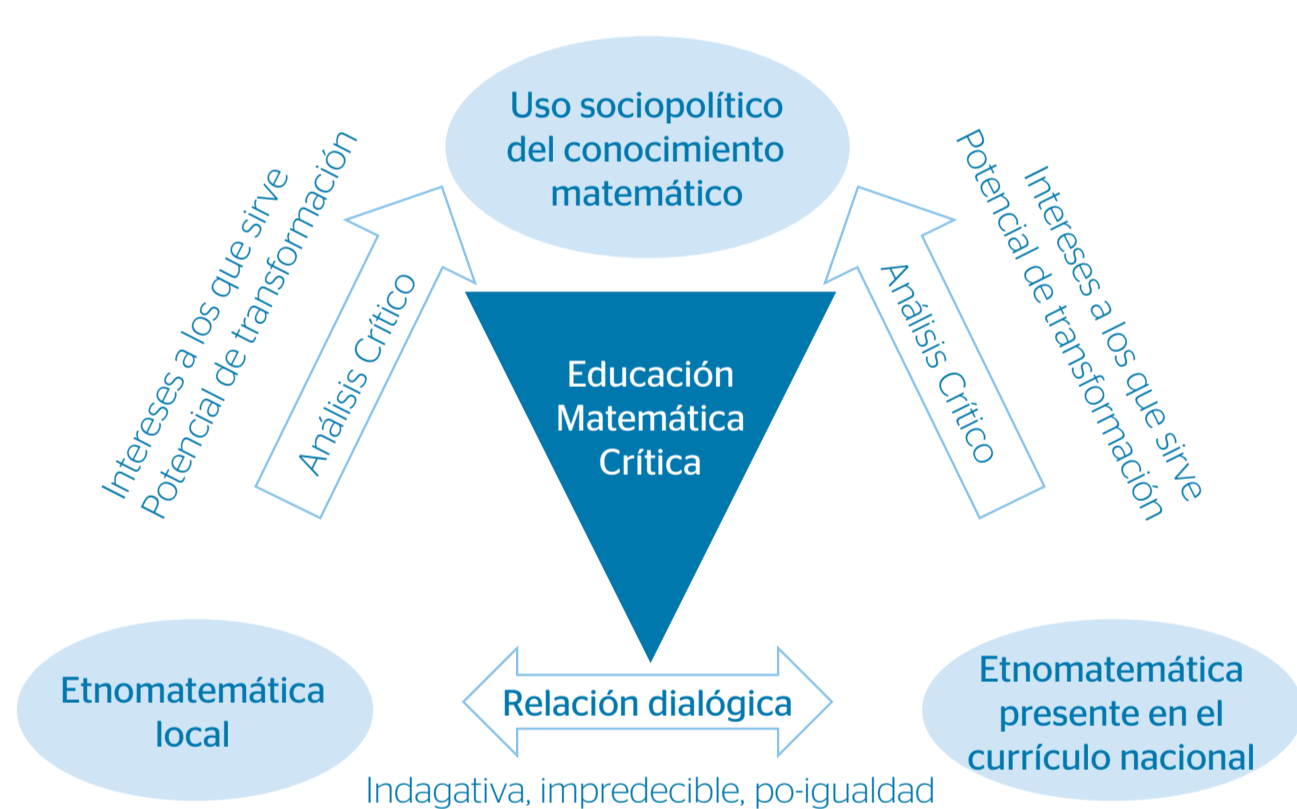 Uso sociopolítico
del conocimiento
matemático
Intereses a los que sirve
Potencial de transformación
Análisis Crítico
Educación
Matemática
Crítica
Análisis Crítico
Intereses a los que sirve
Potencial de transformación
Etnomatemática
local
Relación dialógica
Indagativa, impredecible, po-igualdad
Etnomatemática
presente en el
currículo nacional